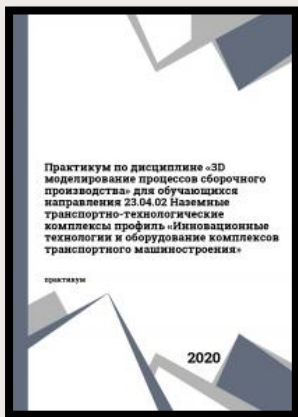 Практикум по дисциплине «3D
моделирование процессов сборочного
производства» для обучающихся
направления 23.04.02 Наземные
транспортно-технологические
комплексы профиль «Инновационные
технологии и оборудование комплексов
транспортного машиностроения»
практикум
2020